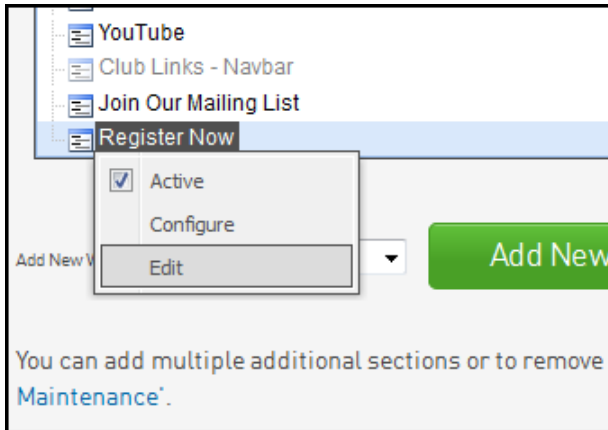 YouTube
Club Links - Navbar
Join Our Mailing List
Register Now
Active
Configure
Add New
Edit
Add New
You can add multiple additional sections or to remove
Maintenance'.